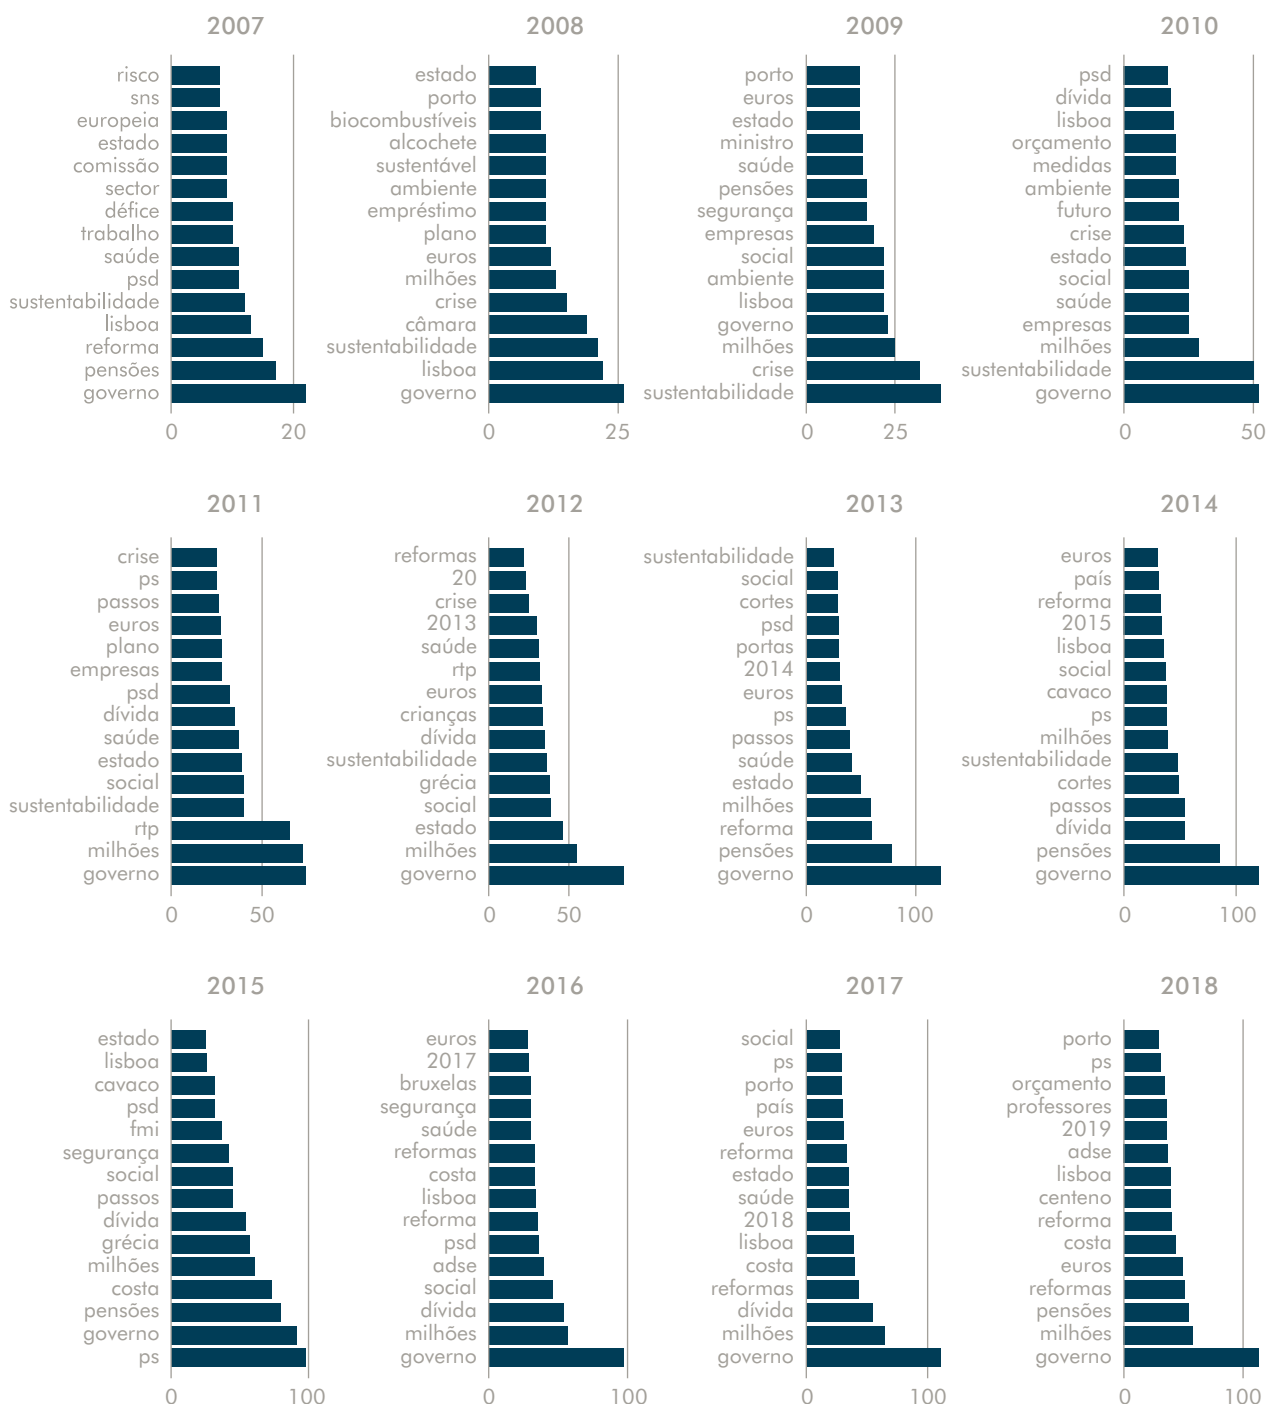 2007
risco
sns
europeia
estado
comissão
sector
défice
trabalho
saúde
psd
sustentabilidade
lisboa
reforma
pensões
governo
0 20
2008
estado
porto
biocombustíveis
alcochete
sustentável
ambiente
empréstimo
plano
euros
milhões
crise
câmara
sustentabilidade
lisboa
governo
0 25
2009
porto
euros
estado
ministro
saúde
pensões
segurança
empresas
social
ambiente
lisboa
governo
milhões
crise
sustentabilidade
0 25
2010
psd
dívida
lisboa
orçamento
medidas
ambiente
futuro
crise
estado
social
saúde
empresas
milhões
sustentabilidade
governo
0 50
2011
crise
ps
passos
euros
plano
empresas
psd
dívida
saúde
estado
social
sustentabilidade
rtp
milhões
governo
0 50
2012
reformas
20
crise
2013
saúde
rtp
euros
crianças
dívida
sustentabilidade
grécia
social
estado
milhões
governo
0 50
2013
sustentabilidade
social
cortes
psd
portas
2014
euros
ps
passos
saúde
estado
milhões
reforma
pensões
governo
0 100
2014
euros
país
reforma
2015
lisboa
social
cavaco
ps
milhões
sustentabilidade
cortes
passos
dívida
pensões
governo
0 100
2015
estado
lisboa
cavaco
psd
fmi
segurança
social
passos
dívida
grécia
milhões
costa
pensões
governo
ps
0 100
2016
euros
2017
bruxelas
segurança
saúde
reformas
costa
lisboa
reforma
psd
adse
social
dívida
milhões
governo
0 100
2017
social
ps
porto
país
euros
reforma
estado
saúde
2018
lisboa
costa
reformas
dívida
milhões
governo
0 100
2018
porto
ps
orçamento
professores
2019
adse
lisboa
centeno
reforma
costa
euros
reformas
pensões
milhões
governo
0 100